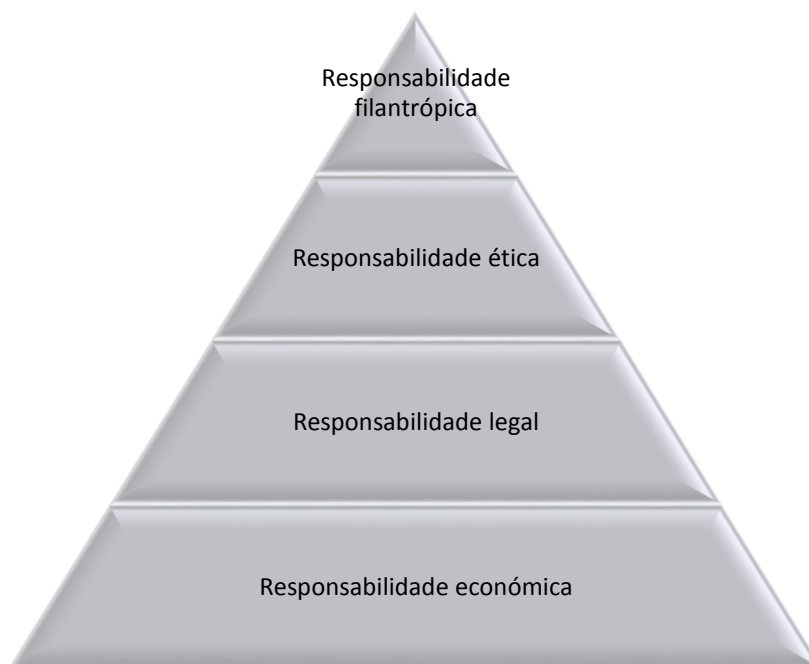 Responsabilidade
filantrópica
Responsabilidade ética
Responsabilidade legal
Responsabilidade económica